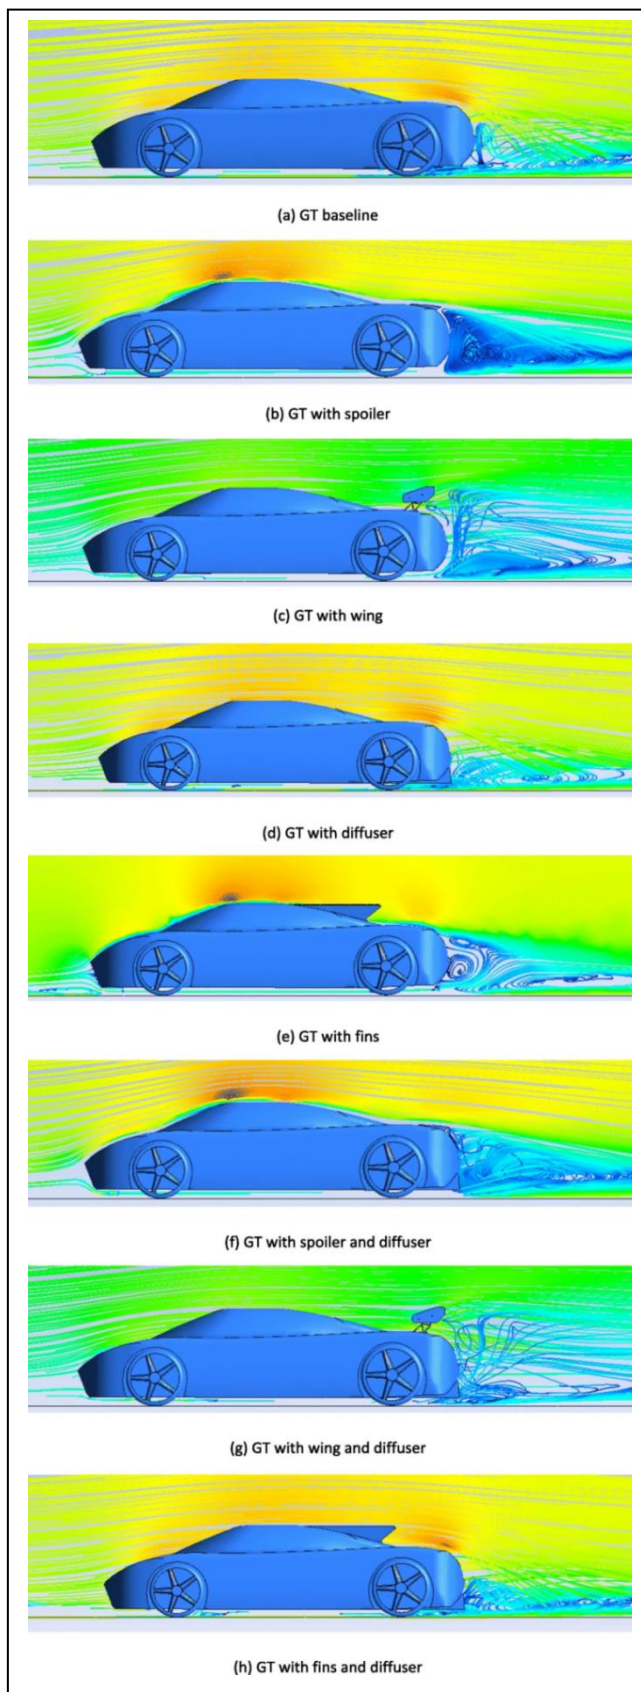 (a) GT baseline
(b) GT with spoiler
(c) GT with wing
(d) GT with diffuser
(e) GT with fins
(f) GT with spoiler and diffuser
(g) GT with wing and diffuser
(h) GT with fins and diffuser